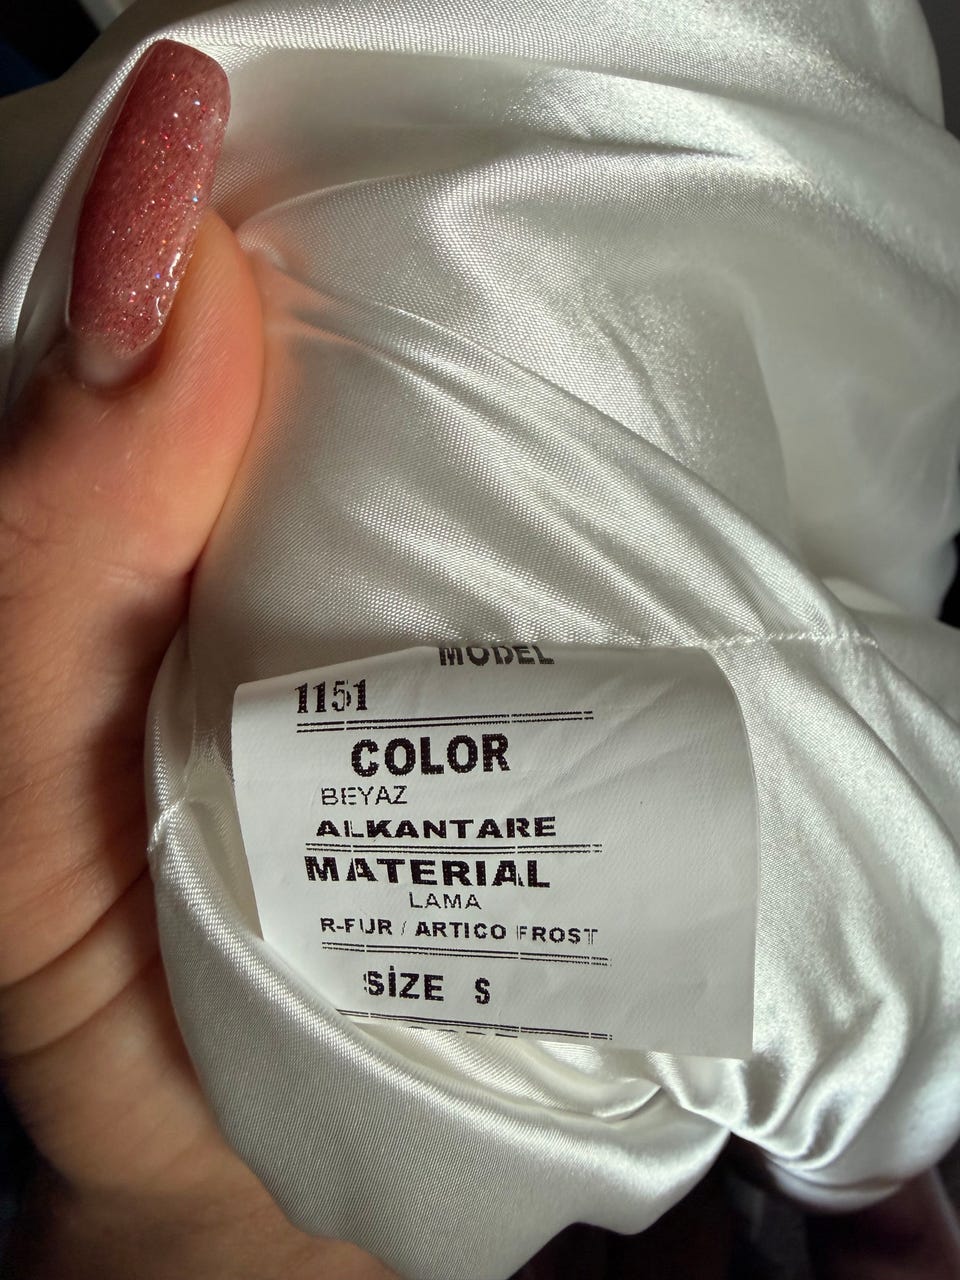 MODEL
1151
COLOR
BEYAZ
ALKANTARE
MATERIAL
LAMA
R-FUR / ARTICO FROST
SİZE S